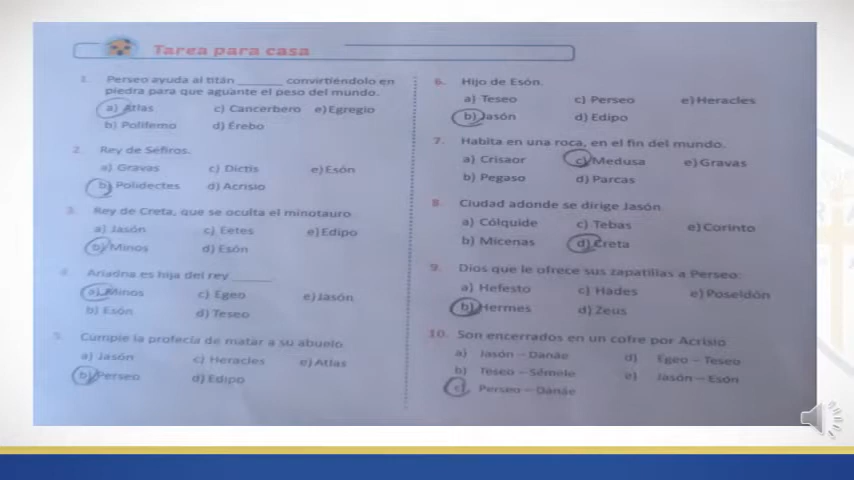 Tarea para casa
1. Perseo ayuda al titán ______ convirtiéndolo en
piedra para que aguante el peso del mundo.
a) Atlas c) Cancerbero e) Egregio
b) Polifemo d) Érebo
2. Rey de Séfiros.
a) Gravas c) Dictis e) Esón
b) Polidectes d) Acrisio
3. Rey de Creta, que se oculta el minotauro
a) Jasón c) Eetes e) Edipo
b) Minos d) Esón
4. Ariadna es hija del rey ______
a) Minos c) Egeo e) Jasón
b) Esón d) Teseo
5. Cumple la profecía de matar a su abuelo
a) Jasón c) Heracles e) Atlas
b) Perseo d) Edipo
6. Hijo de Esón.
a) Teseo c) Perseo e) Heracles
b) Jasón d) Edipo
7. Habita en una roca, en el fin del mundo.
a) Crisaor c) Medusa e) Gravas
b) Pegaso d) Parcas
8. Ciudad adonde se dirige Jasón
a) Cólquide c) Tebas e) Corinto
b) Micenas d) Creta
9. Dios que le ofrece sus zapatillas a Perseo:
a) Hefesto c) Hades e) Poseidón
b) Hermes d) Zeus
10. Son encerrados en un cofre por Acrisio
a) Jasón – Danáe d) Egeo – Teseo
b) Teseo – Sémele e) Jasón – Esón
c) Perseo – Danáe